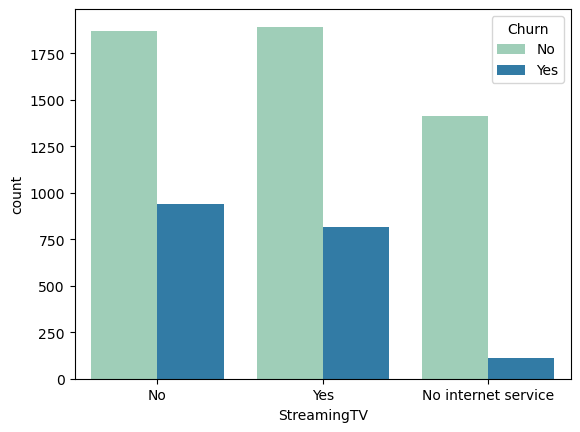 Churn
No
Yes
1750
1500
1250
1000
750
500
250
0
count
No
Yes
No internet service
StreamingTV